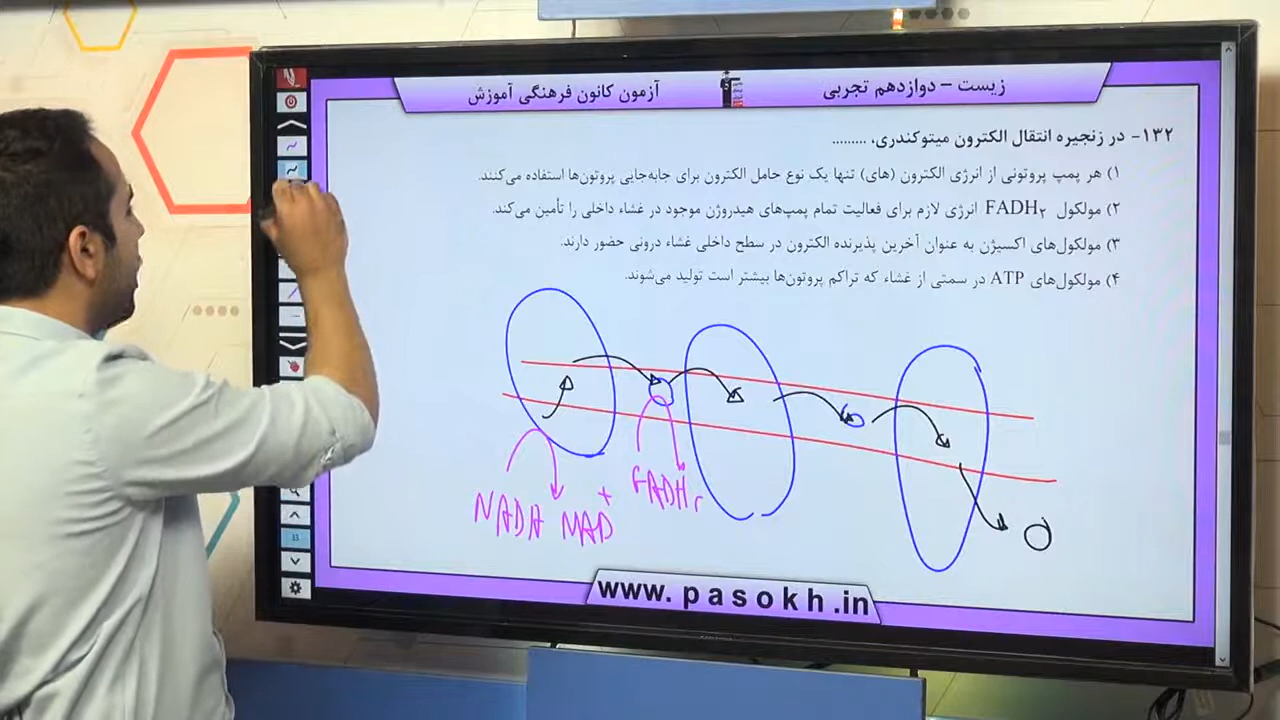 زیست - دوازدهم تجربی
آزمون کانون فرهنگی آموزش
۱۳۲- در زنجیره انتقال الکترون میتوکندری، .........
۱) هر پمپ پروتونی از انرژی الکترون (های) تنها یک نوع حامل الکترون برای جابه‌جایی پروتون‌ها استفاده می‌کنند.
۲) مولکول FADH۲ انرژی لازم برای فعالیت تمام پمپ‌های هیدروژن موجود در غشاء داخلی را تأمین می‌کند.
۳) مولکول‌های اکسیژن به عنوان آخرین پذیرنده الکترون در سطح داخلی غشاء درونی حضور دارند.
۴) مولکول‌های ATP در سمتی از غشاء که تراکم پروتون‌ها بیشتر است تولید می‌شوند.
NADH NAD+ FADH۲
www.pasokh.in